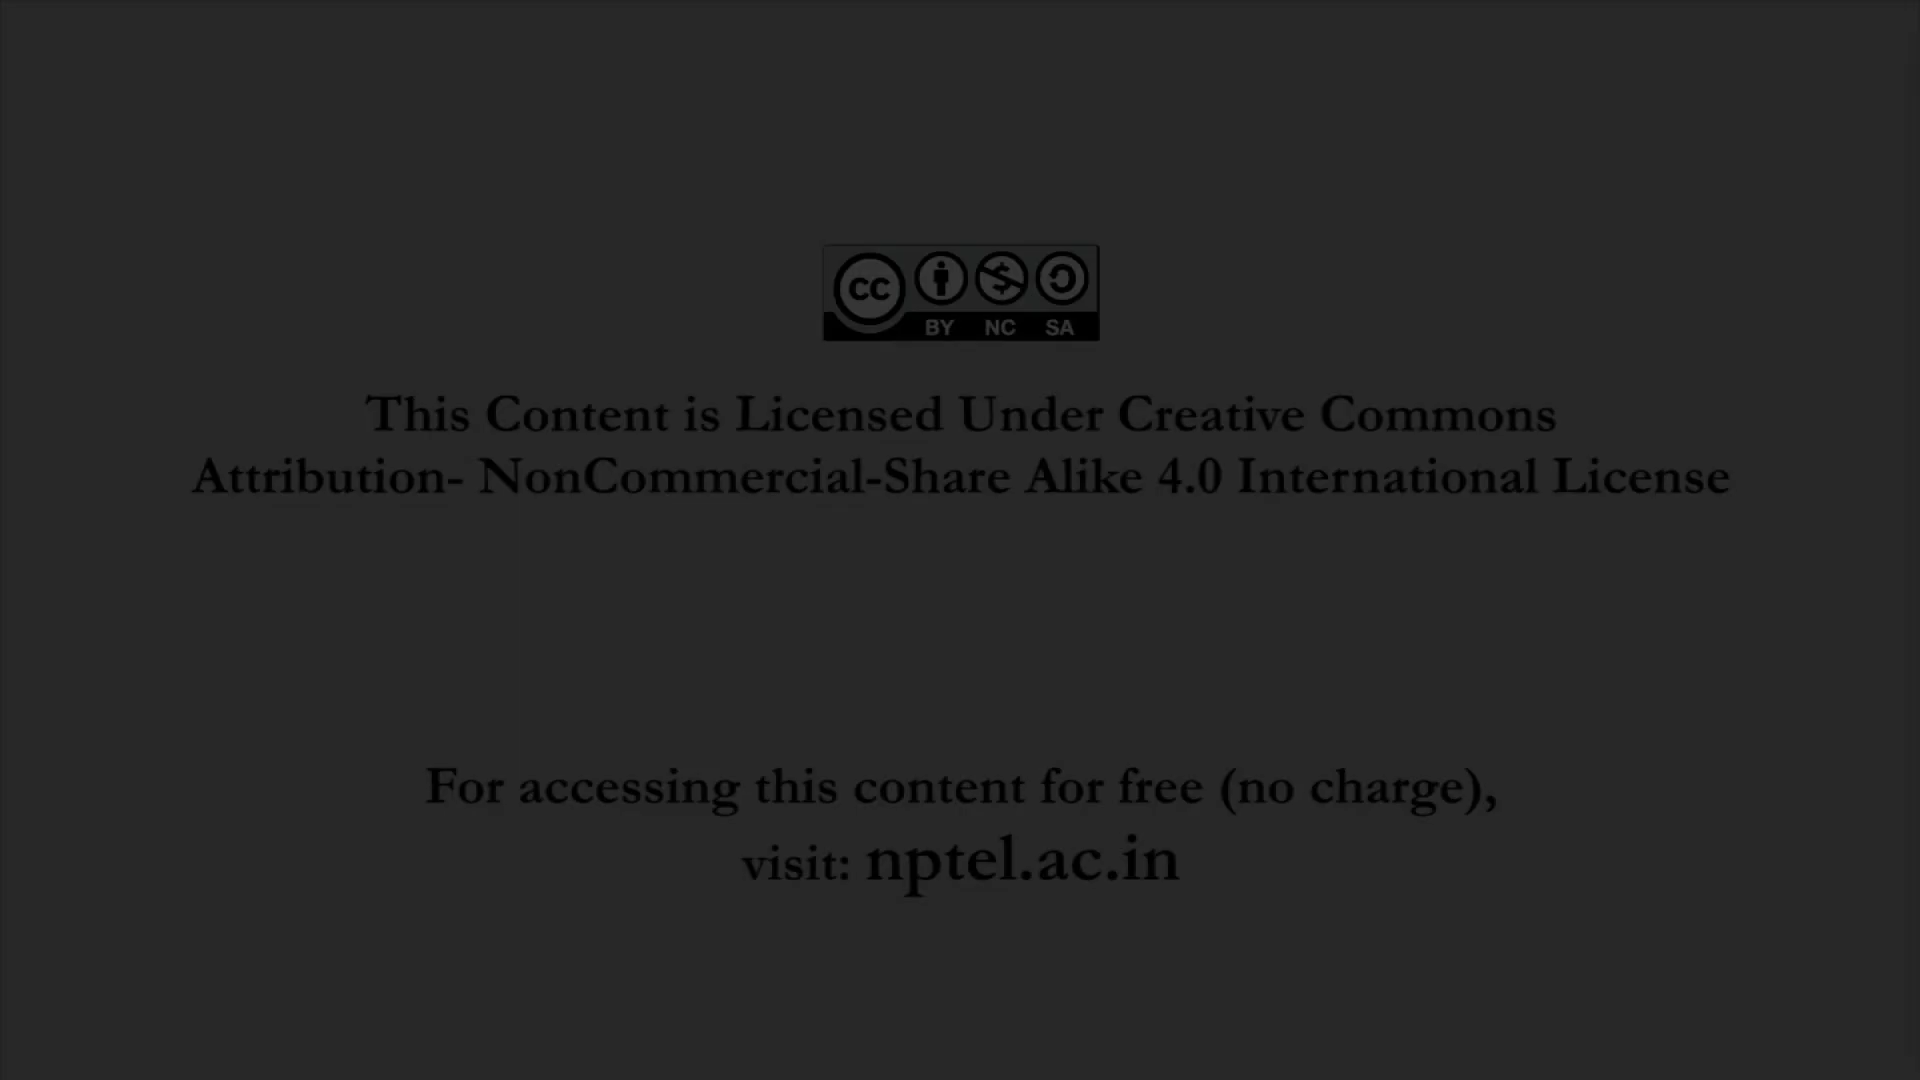 CC BY NC SA
This Content is Licensed Under Creative Commons
Attribution- NonCommercial-Share Alike 4.0 International License
For accessing this content for free (no charge),
visit: nptel.ac.in